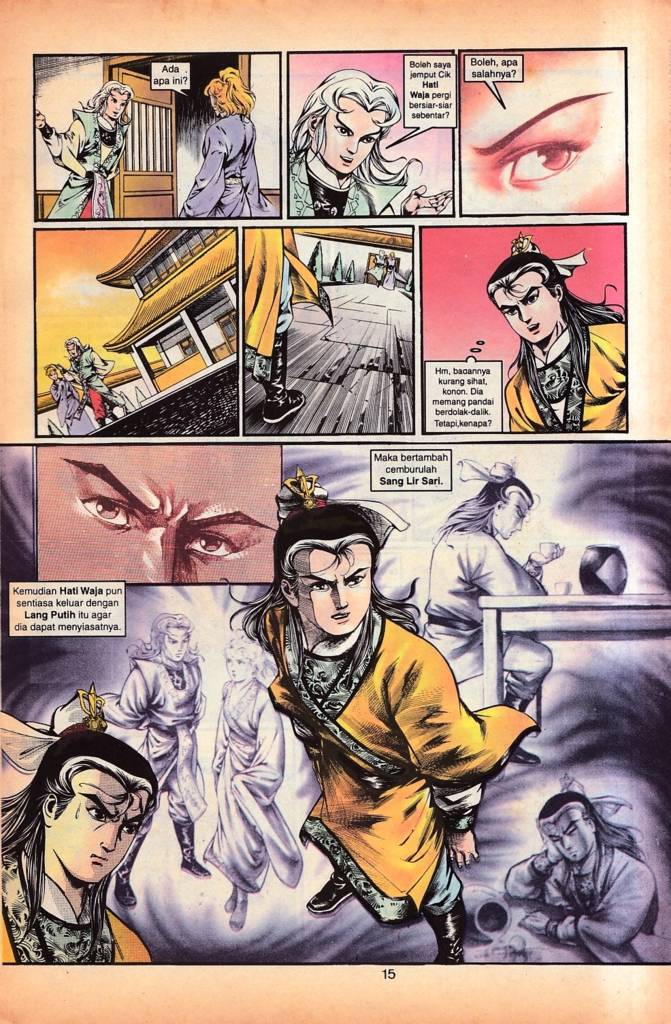 Ada
apa ini?
Boleh saya
jemput Cik
Hati
Waja pergi
bersiar-siar
sebentar?
Boleh, apa
salahnya?
Hm, badannya
kurang sihat,
konon. Dia
memang pandai
berdolak-dalik.
Tetapi,kenapa?
Maka bertambah
cemburulah
Sang Lir Sari.
Kemudian Hati Waja pun
sentiasa keluar dengan
Lang Putih itu agar
dia dapat menyiasatnya.
15